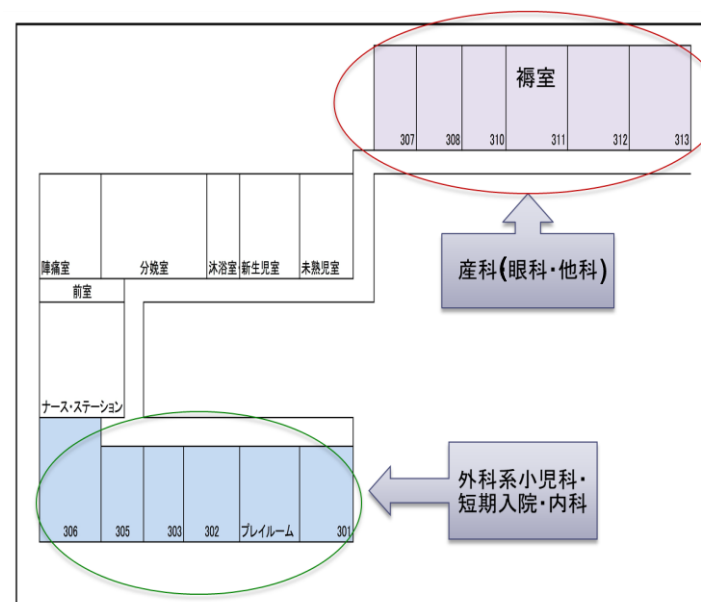 褥室
307 308 310 311 312 313
陣痛室 分娩室 沐浴室 新生児室 未熟児室
産科(眼科・他科)
前室
ナース・ステーション
外科系小児科・
短期入院・内科
306 305 303 302 プレイルーム 301